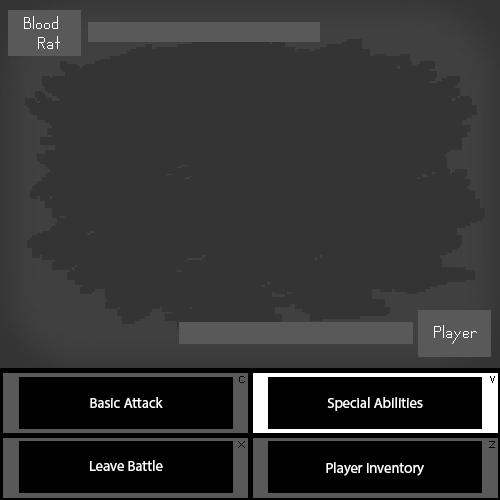 Blood
Rat
Player
C
Basic Attack
V
Special Abilities
X
Leave Battle
Z
Player Inventory